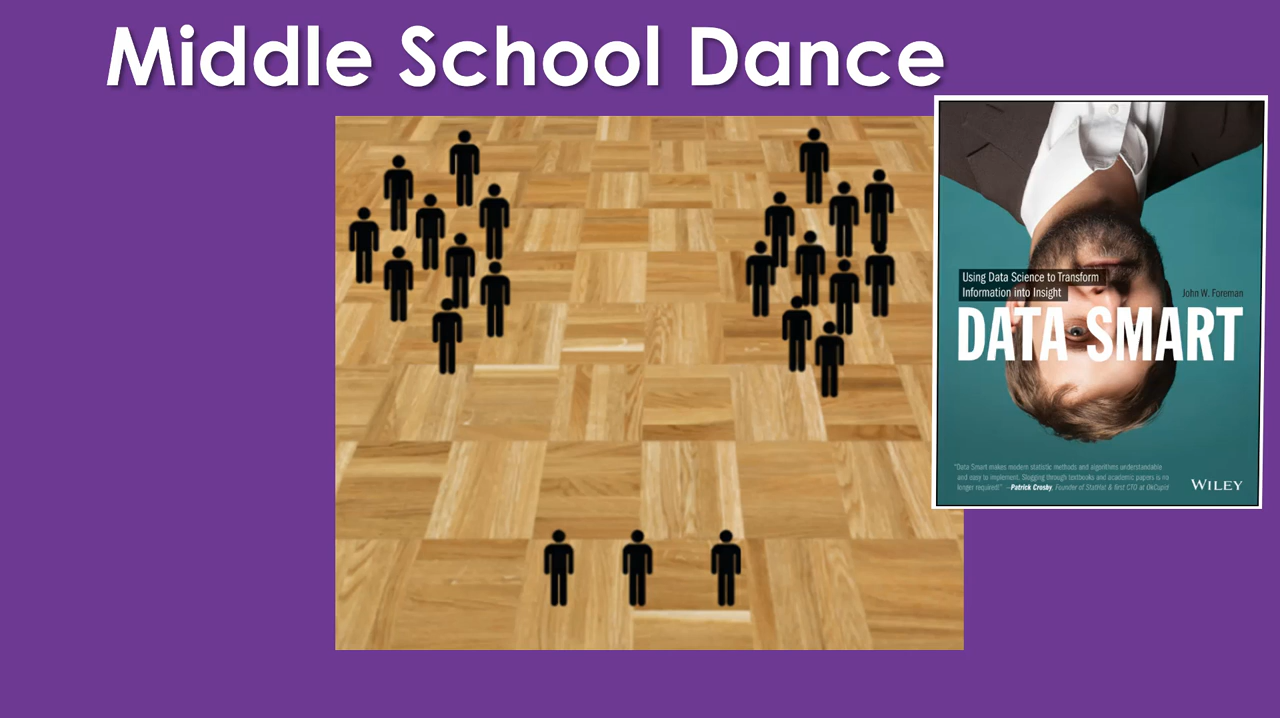 Middle School Dance
Using Data Science to Transform
Information into Insight
John W. Foreman
DATA SMART
"Data Smart makes modern statistic methods and algorithms understandable
and easy to implement. Slogging through textbooks and academic papers is no
longer required!" —Patrick Crosby, Founder of StatHat & first CTO at OkCupid
WILEY